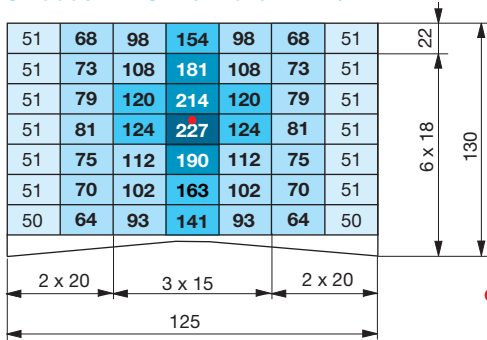 51 68 98 154 98 68 51
51 73 108 181 108 73 51
51 79 120 214 120 79 51
51 81 124 227 124 81 51
51 75 112 190 112 75 51
51 70 102 163 102 70 51
50 64 93 141 93 64 50
22
6 x 18
130
2 x 20 3 x 15 2 x 20
125